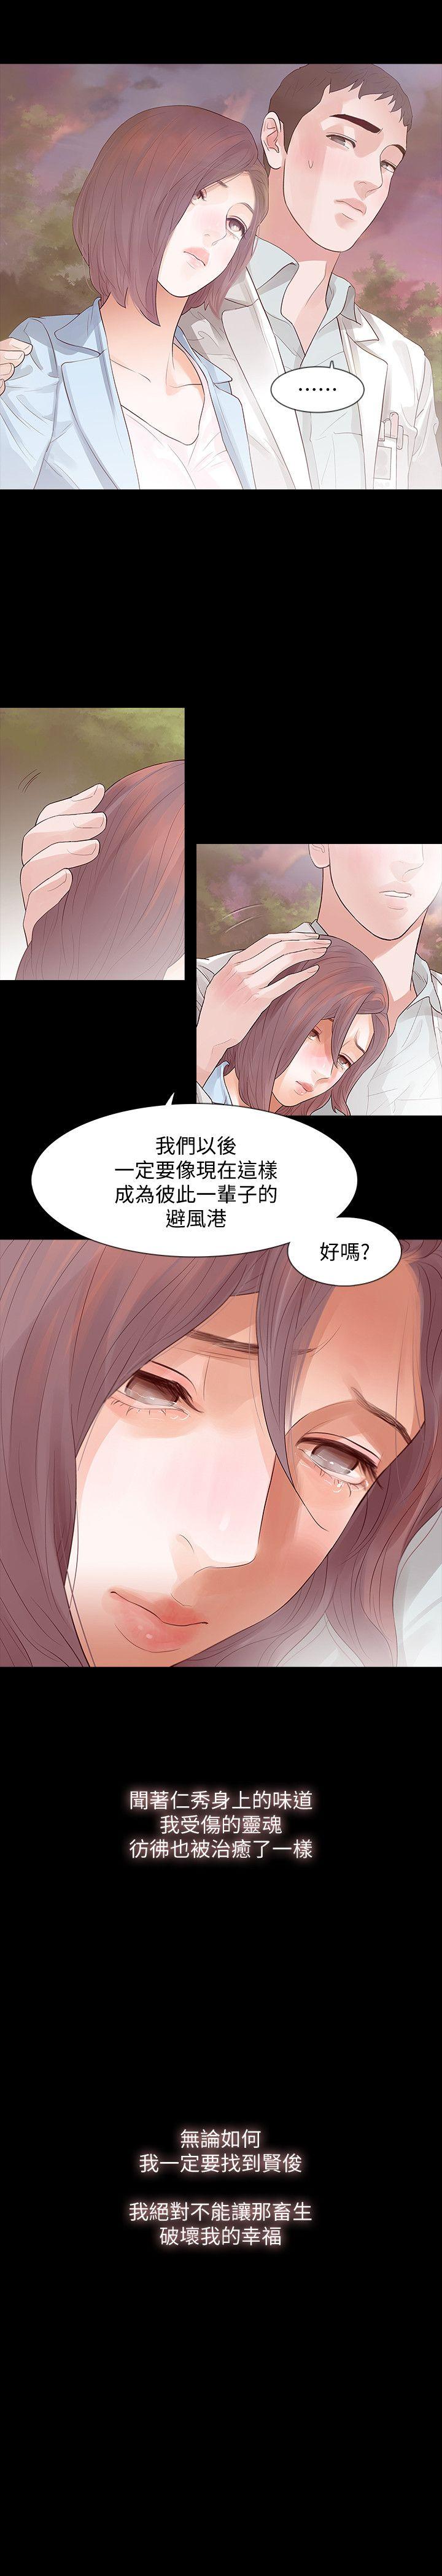 ......
我們以後
一定要像現在這樣
成為彼此一輩子的
避風港
好嗎?
聞著仁秀身上的味道
我受傷的靈魂
彷彿也被治癒了一樣
無論如何
我一定要找到賢俊
我絕對不能讓那畜生
破壞我的幸福